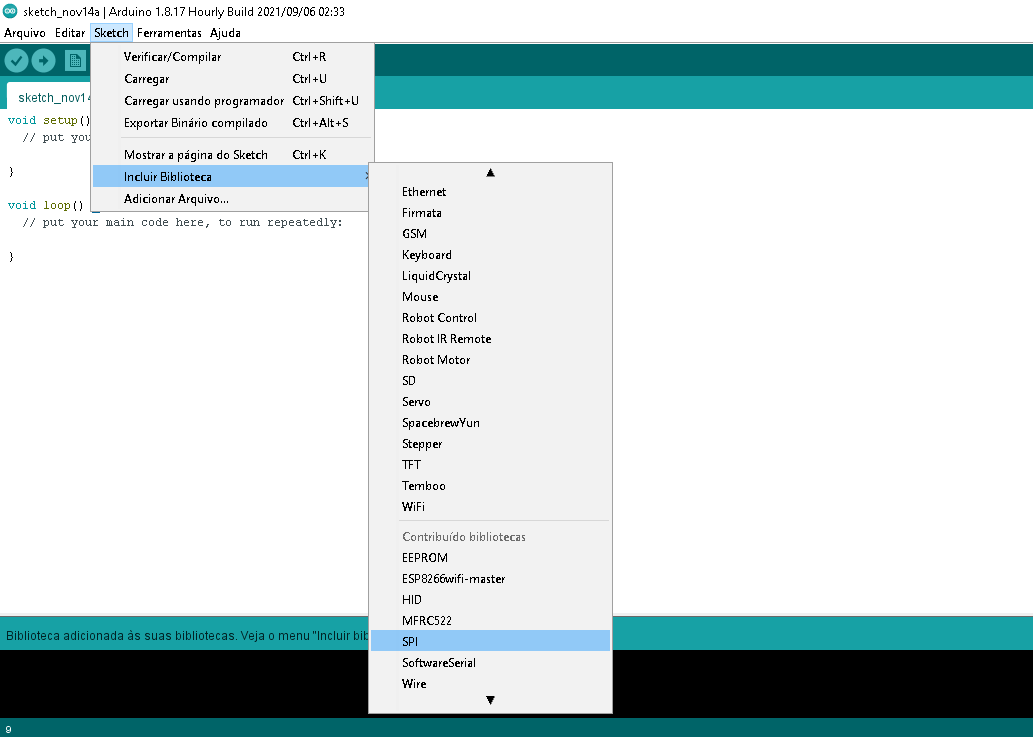 sketch_nov14a | Arduino 1.8.17 Hourly Build 2021/09/06 02:33
Arquivo Editar Sketch Ferramentas Ajuda
Verificar/Compilar Ctrl+R
Carregar Ctrl+U
Carregar usando programador Ctrl+Shift+U
Exportar Binário compilado Ctrl+Alt+S
Mostrar a página do Sketch Ctrl+K
Incluir Biblioteca
Adicionar Arquivo...
sketch_nov14
void setup()
// put you
}
void loop()
// put your main code here, to run repeatedly:
}
Ethernet
Firmata
GSM
Keyboard
LiquidCrystal
Mouse
Robot Control
Robot IR Remote
Robot Motor
SD
Servo
SpacebrewYun
Stepper
TFT
Temboo
WiFi
Contribuído bibliotecas
EEPROM
ESP8266wifi-master
HID
MFRC522
SPI
SoftwareSerial
Wire
Biblioteca adicionada às suas bibliotecas. Veja o menu "Incluir bib
9